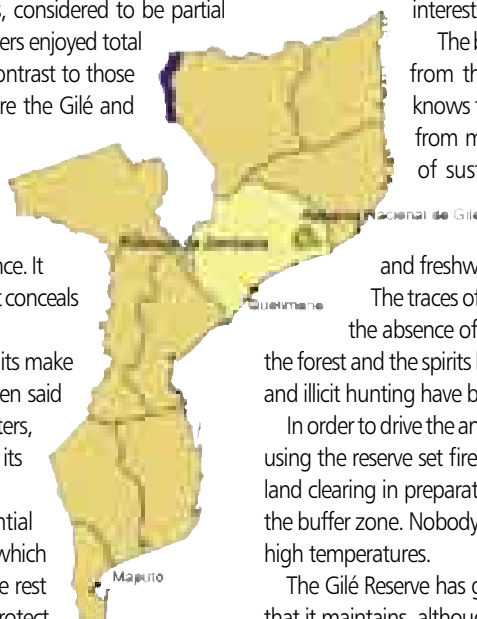 s, considered to be partial
ers enjoyed total
ontrast to those
re the Gilé and
nce. It
t conceals
its make
en said
ters,
its
ntial
which
e rest
rotect
interest
The b
from th
knows t
from m
of sust
Nacional do Gilé
Quelimane
Maputo
and freshw
The traces of
the absence of
the forest and the spirits
and illicit hunting have b
In order to drive the an
using the reserve set fire
land clearing in preparat
the buffer zone. Nobody
high temperatures.
The Gilé Reserve has g
that it maintains, althoug